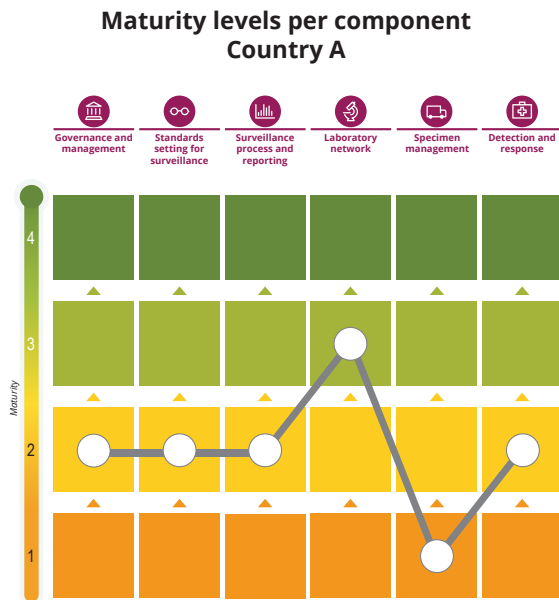 Maturity levels per component
Country A
Governance and
management
Standards
setting for
surveillance
Surveillance
process and
reporting
Laboratory
network
Specimen
management
Detection and
response
4
3
Maturity
2
1